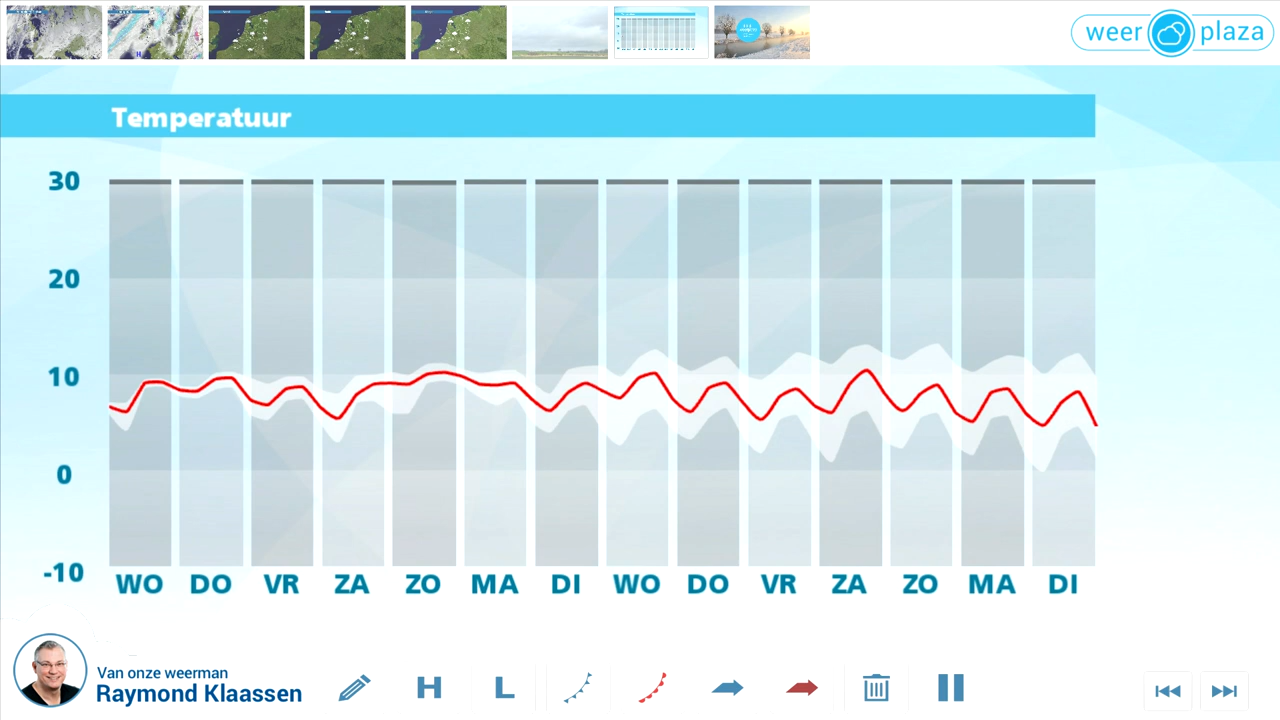 weer plaza
Temperatuur
30
20
10
0
-10
WO DO VR ZA ZO MA DI WO DO VR ZA ZO MA DI
Van onze weerman
Raymond Klaassen
H L